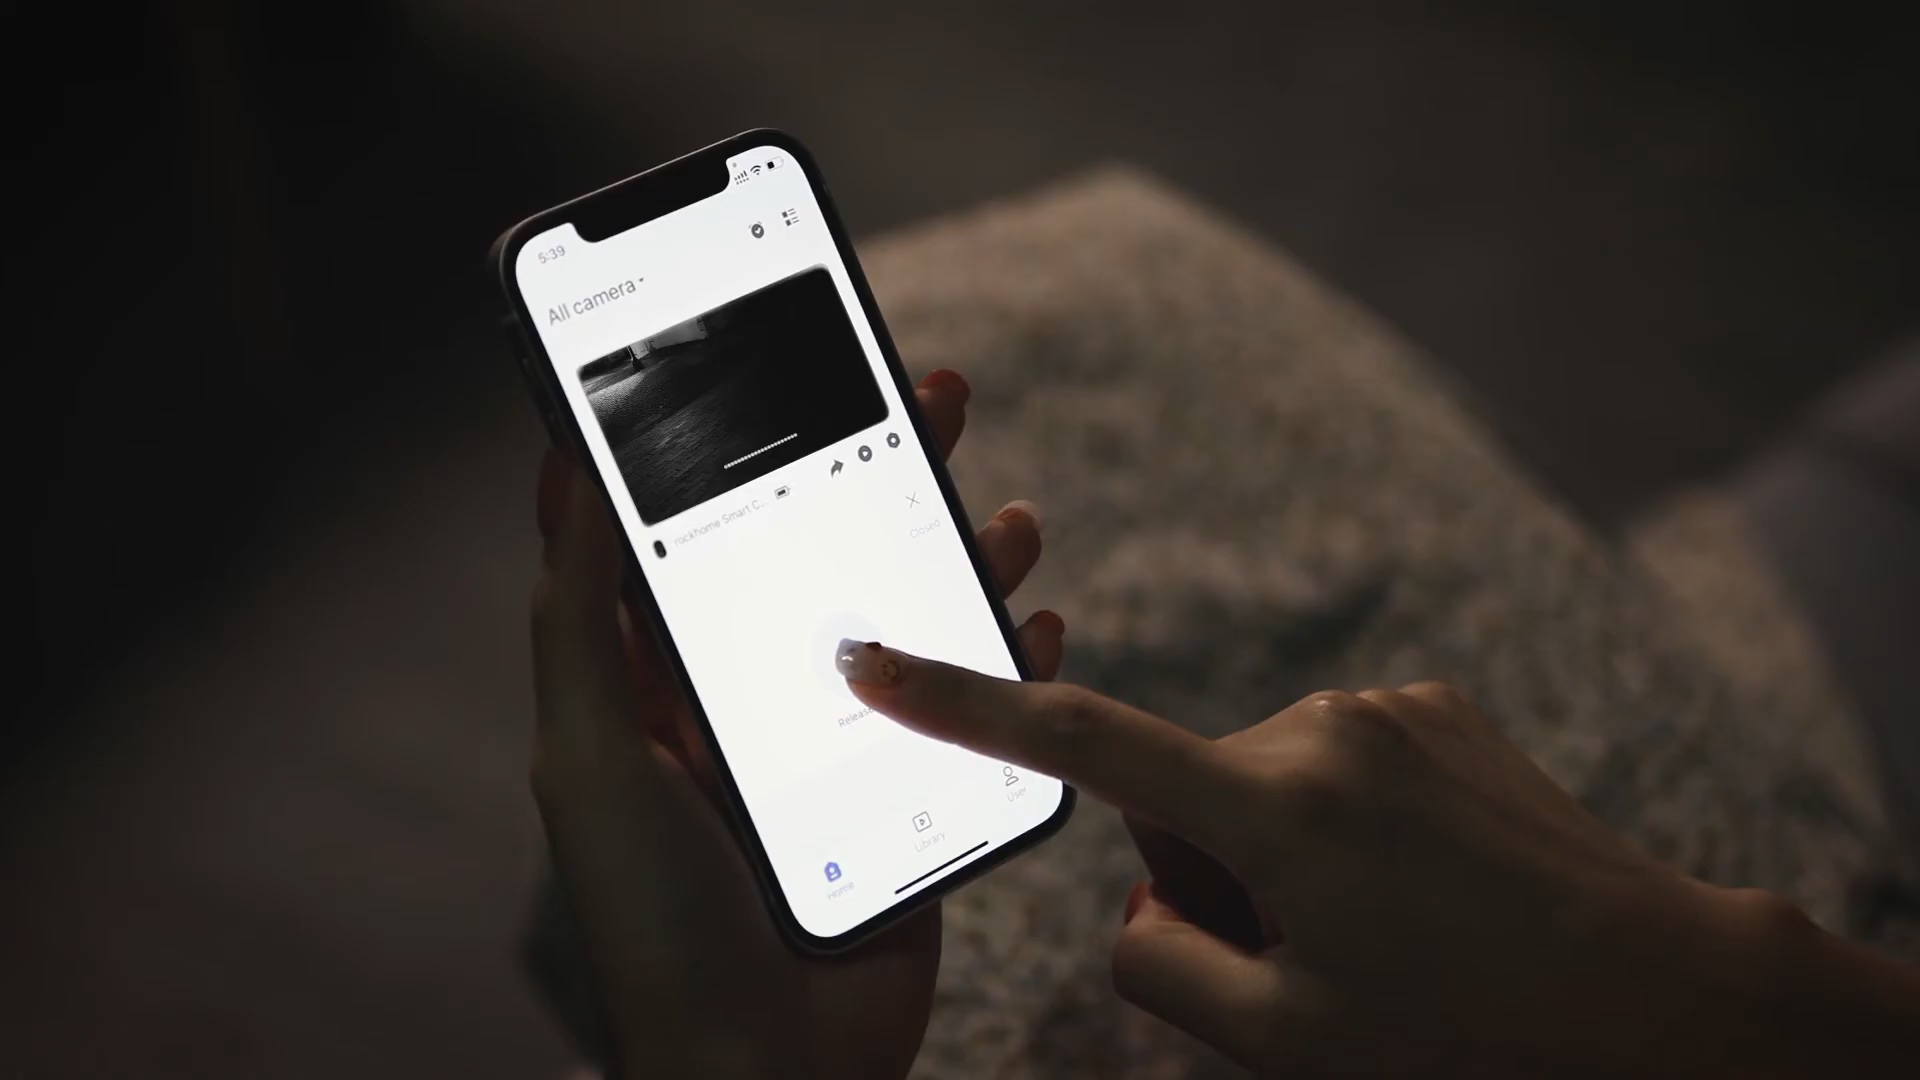 5:39
All camera
rockhome Smart C...
Closed
Release
Home
Library
User